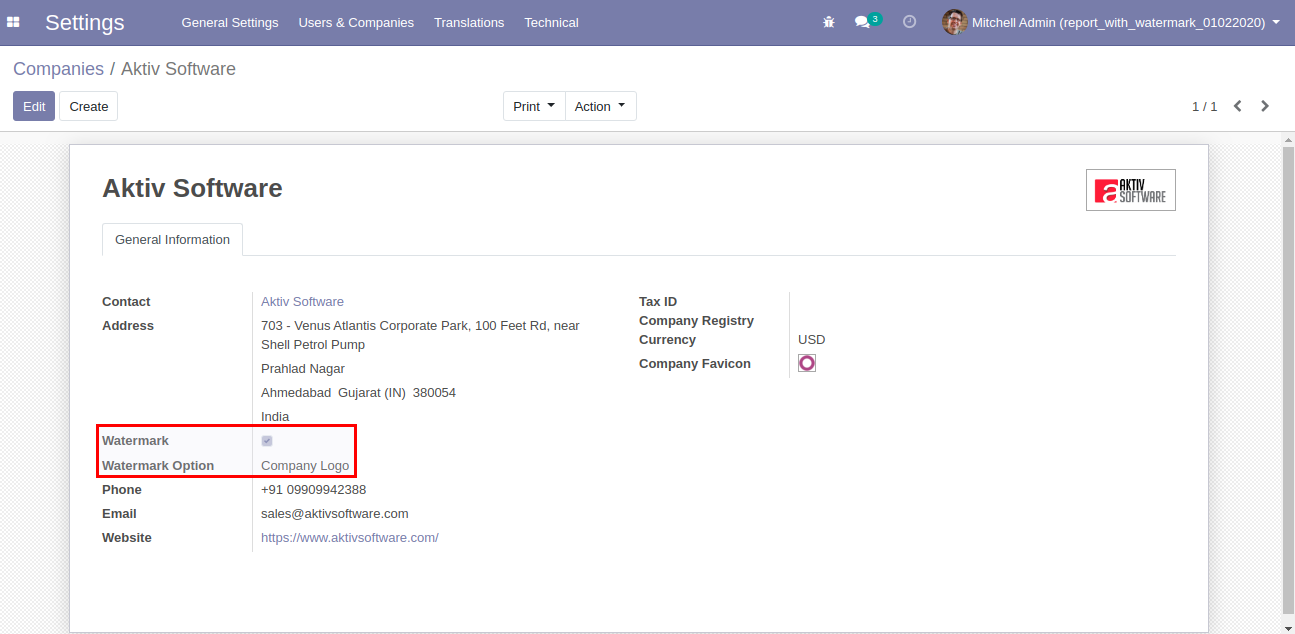 Settings General Settings Users & Companies Translations Technical 3 Mitchell Admin (report_with_watermark_01022020)
Companies / Aktiv Software
Edit Create Print Action 1 / 1
Aktiv Software
AKTIV
SOFTWARE
General Information
Contact Aktiv Software
Address 703 - Venus Atlantis Corporate Park, 100 Feet Rd, near
Shell Petrol Pump
Prahlad Nagar
Ahmedabad Gujarat (IN) 380054
India
Watermark
Watermark Option Company Logo
Phone +91 09909942388
Email sales@aktivsoftware.com
Website https://www.aktivsoftware.com/
Tax ID
Company Registry
Currency USD
Company Favicon